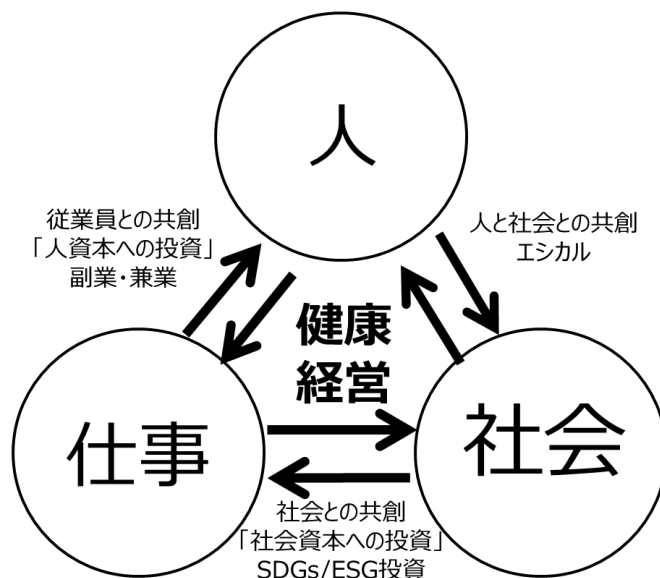 人
従業員との共創
「人資本への投資」
副業・兼業
人と社会との共創
エシカル
健康
経営
仕事
社会
社会との共創
「社会資本への投資」
SDGs/ESG投資